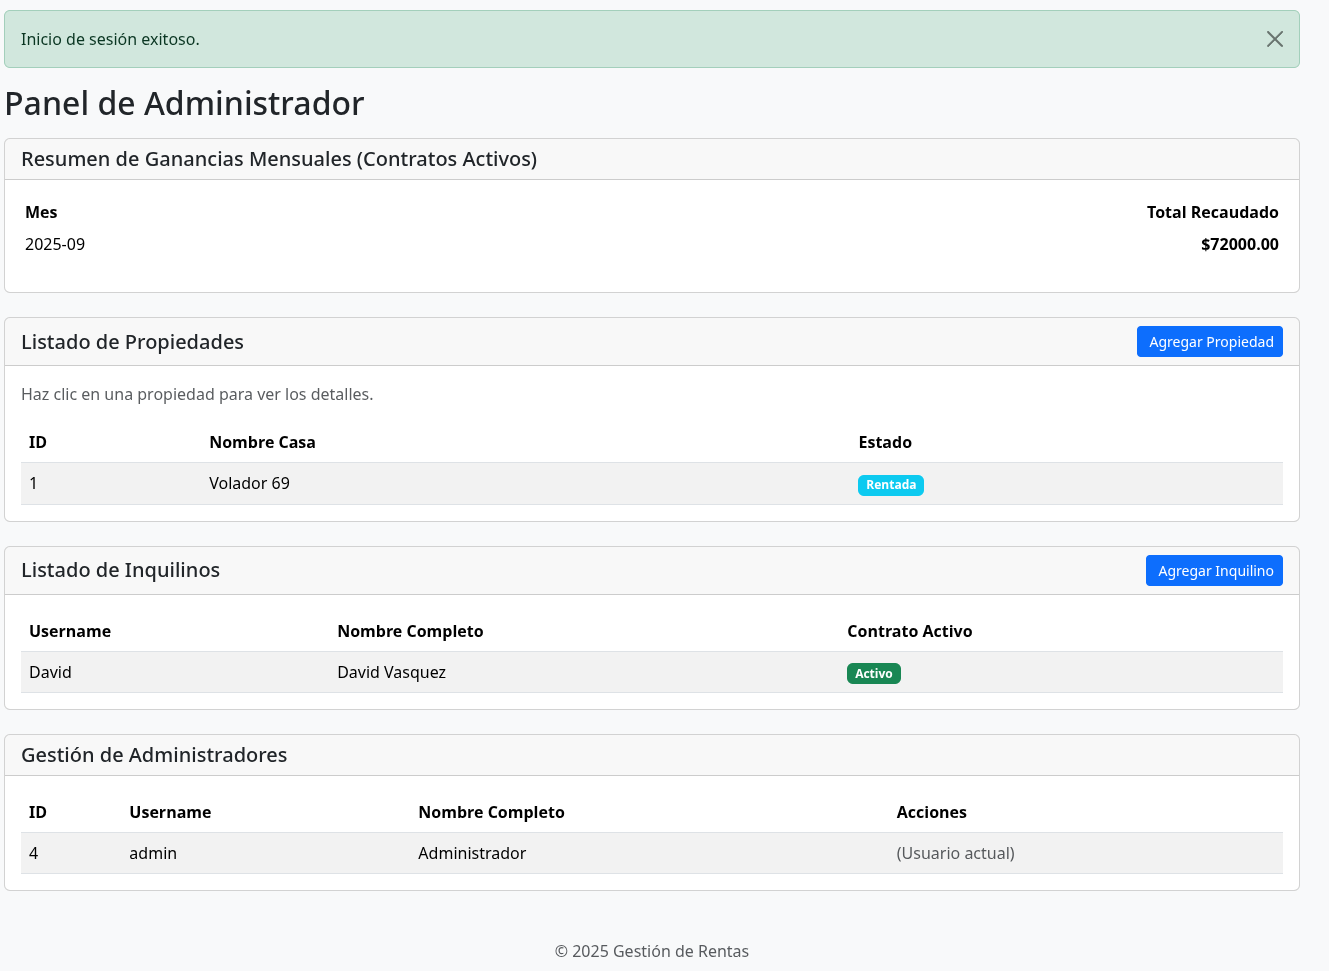 Inicio de sesión exitoso.
Panel de Administrador
Resumen de Ganancias Mensuales (Contratos Activos)
Mes Total Recaudado
2025-09 $72000.00
Listado de Propiedades Agregar Propiedad
Haz clic en una propiedad para ver los detalles.
ID Nombre Casa Estado
1 Volador 69 Rentada
Listado de Inquilinos Agregar Inquilino
Username Nombre Completo Contrato Activo
David David Vasquez Activo
Gestión de Administradores
ID Username Nombre Completo Acciones
4 admin Administrador (Usuario actual)
© 2025 Gestión de Rentas